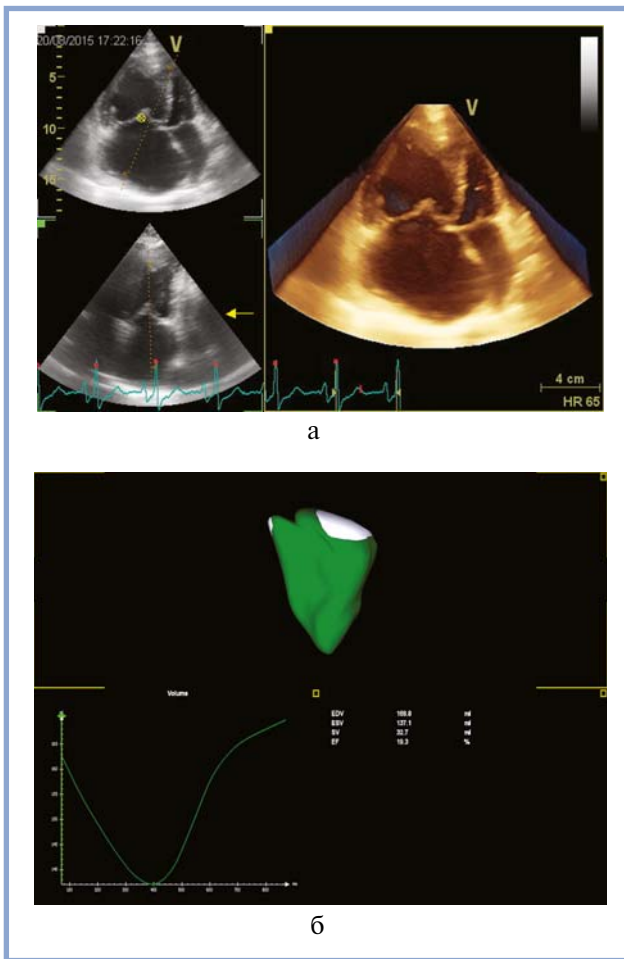 20/08/2015 17:22:16
V
5
10
15
V
4 cm
HR 65
а
Volume
EDV 169.8 ml
ESV 137.1 ml
SV 32.7 ml
EF 19.3 %
б